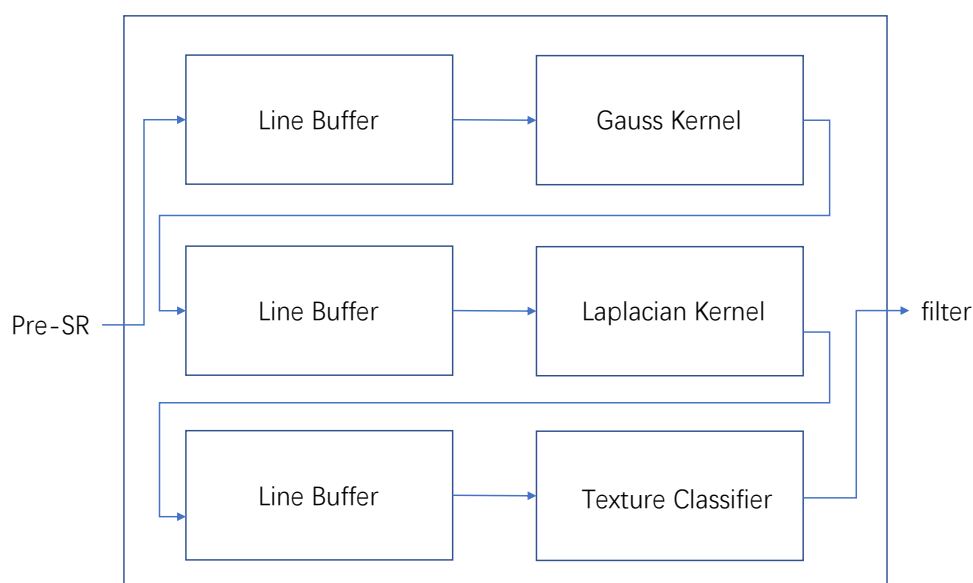 Line Buffer
Gauss Kernel
Line Buffer
Laplacian Kernel
Pre-SR
filter
Line Buffer
Texture Classifier